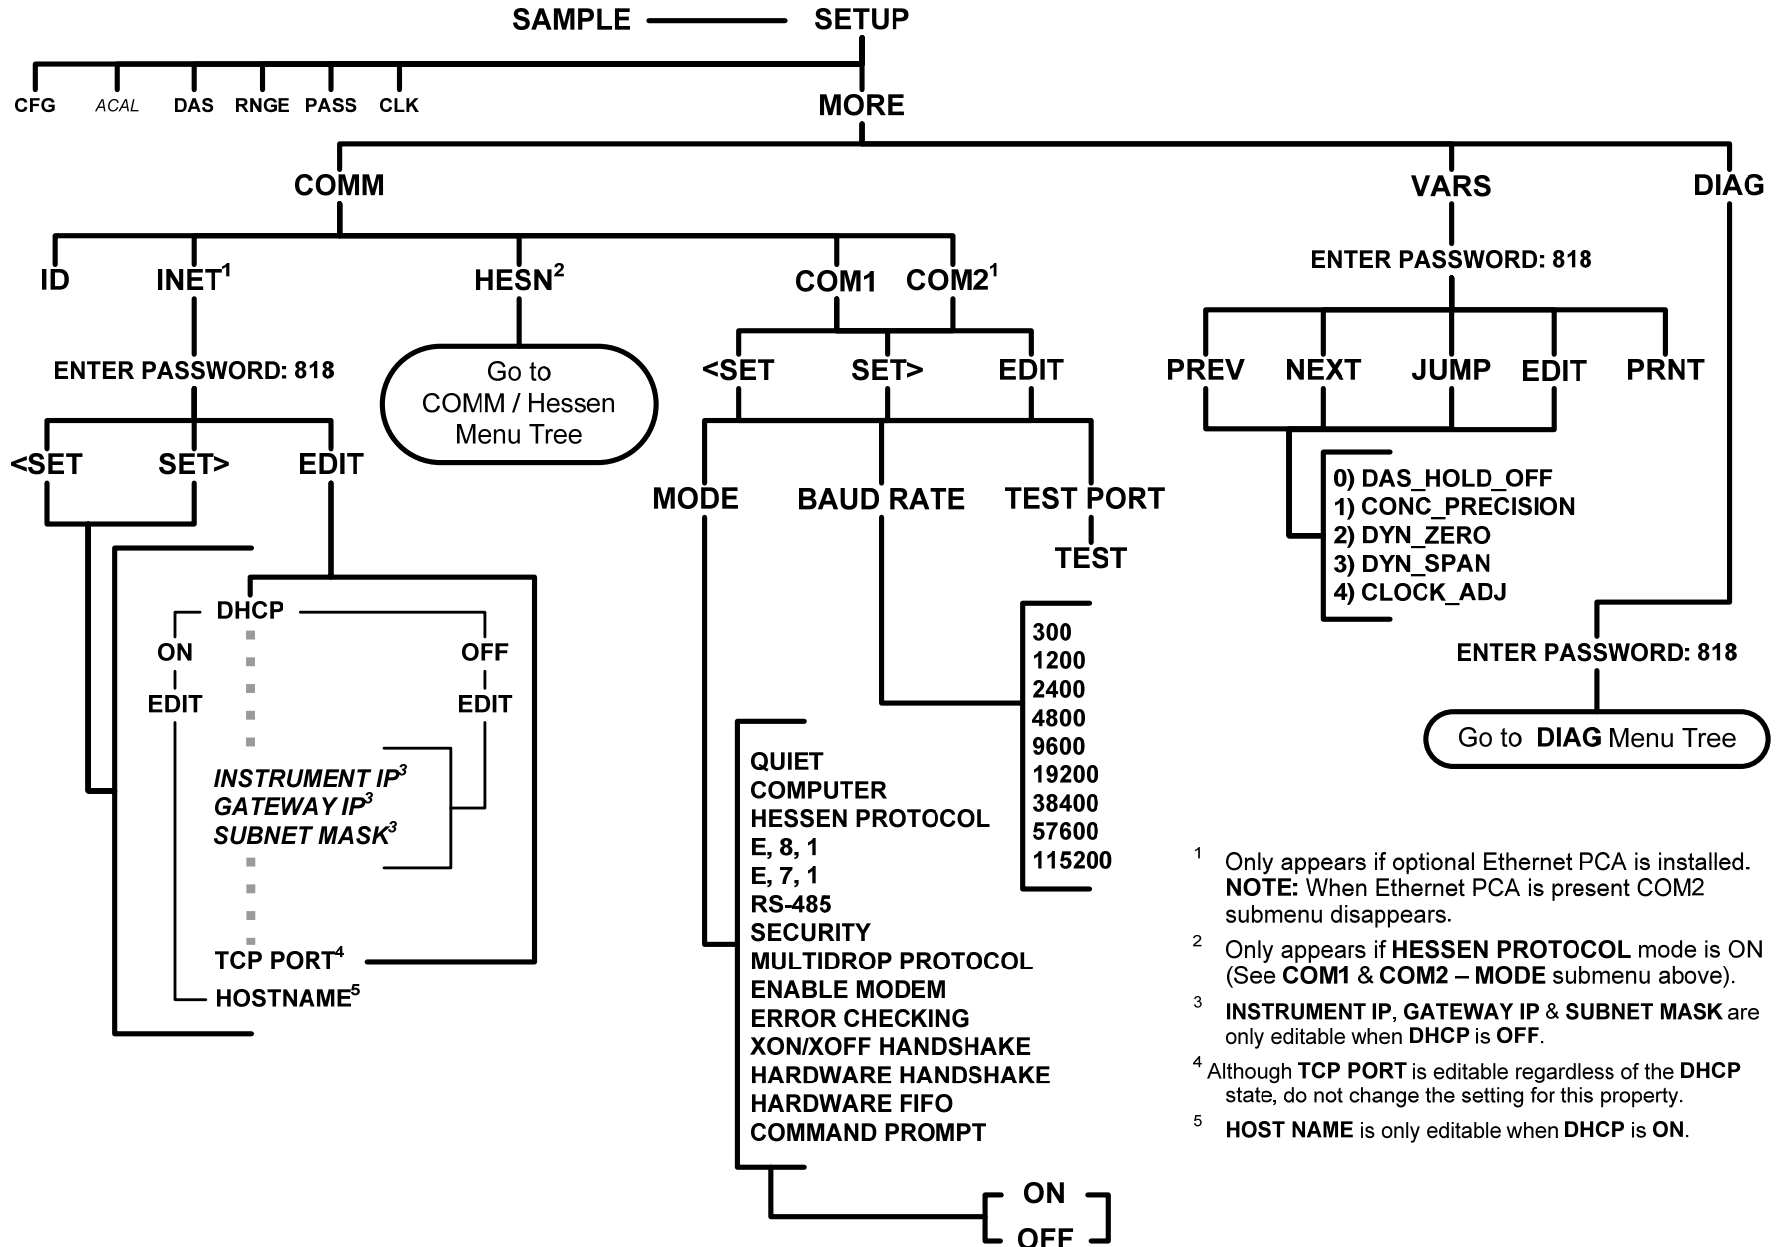 SAMPLE SETUP
CFG ACAL DAS RNGE PASS CLK MORE
COMM VARS DIAG
ID INET¹ HESN² COM1 COM2¹
ENTER PASSWORD: 818
ENTER PASSWORD: 818
<SET SET> EDIT
Go to
COMM / Hessen
Menu Tree
<SET SET> EDIT
PREV NEXT JUMP EDIT PRNT
MODE BAUD RATE TEST PORT
TEST
0) DAS_HOLD_OFF
1) CONC_PRECISION
2) DYN_ZERO
3) DYN_SPAN
4) CLOCK_ADJ
DHCP
ON OFF
EDIT EDIT
INSTRUMENT IP³
GATEWAY IP³
SUBNET MASK³
TCP PORT⁴
HOSTNAME⁵
300
1200
2400
4800
9600
19200
38400
57600
115200
ENTER PASSWORD: 818
Go to DIAG Menu Tree
QUIET
COMPUTER
HESSEN PROTOCOL
E, 8, 1
E, 7, 1
RS-485
SECURITY
MULTIDROP PROTOCOL
ENABLE MODEM
ERROR CHECKING
XON/XOFF HANDSHAKE
HARDWARE HANDSHAKE
HARDWARE FIFO
COMMAND PROMPT
ON
OFF
¹ Only appears if optional Ethernet PCA is installed.
NOTE: When Ethernet PCA is present COM2
submenu disappears.
² Only appears if HESSEN PROTOCOL mode is ON
(See COM1 & COM2 – MODE submenu above).
³ INSTRUMENT IP, GATEWAY IP & SUBNET MASK are
only editable when DHCP is OFF.
⁴ Although TCP PORT is editable regardless of the DHCP
state, do not change the setting for this property.
⁵ HOST NAME is only editable when DHCP is ON.